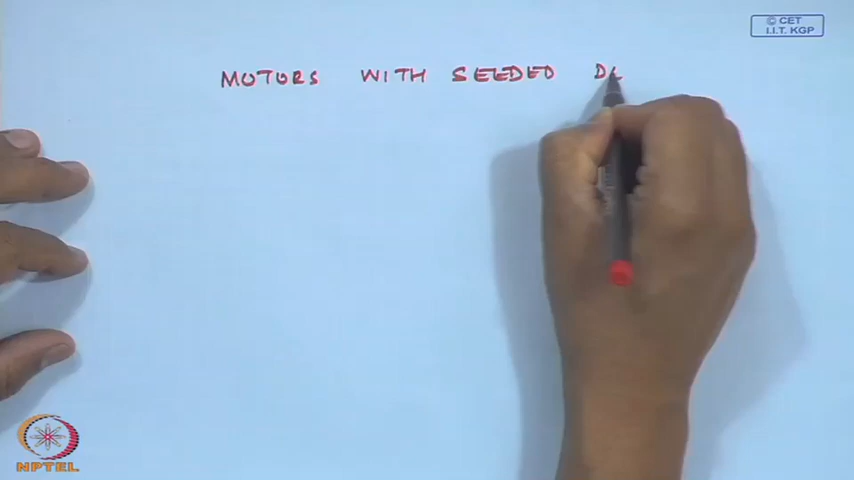 © CET
I.I.T. KGP
MOTORS WITH SEEDED
NPTEL